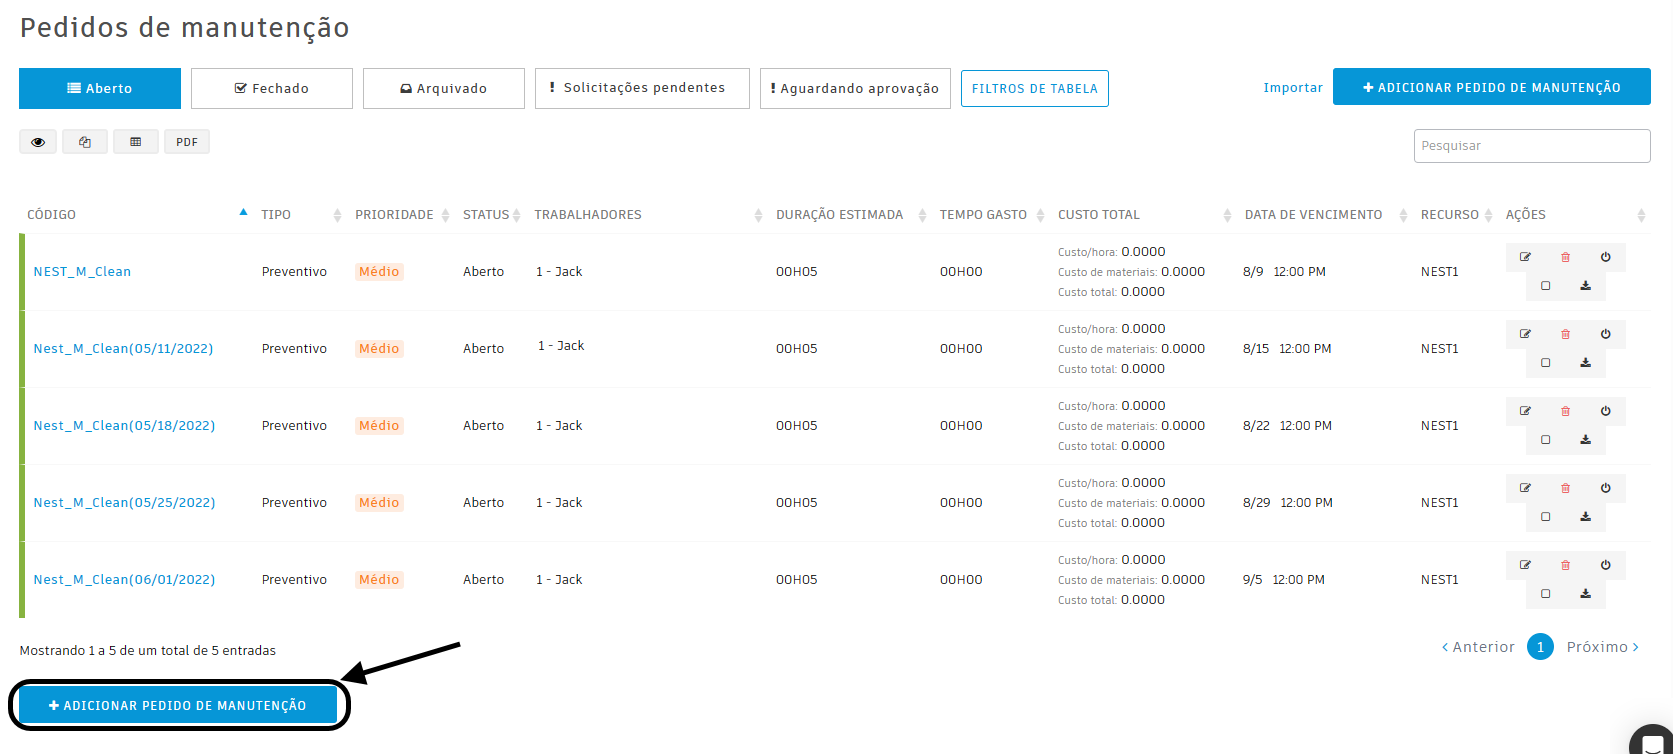 Pedidos de manutenção
Aberto Fechado Arquivado ! Solicitações pendentes ! Aguardando aprovação FILTROS DE TABELA Importar + ADICIONAR PEDIDO DE MANUTENÇÃO
PDF Pesquisar
CÓDIGO TIPO PRIORIDADE STATUS TRABALHADORES DURAÇÃO ESTIMADA TEMPO GASTO CUSTO TOTAL DATA DE VENCIMENTO RECURSO AÇÕES
Custo/hora: 0.0000
NEST_M_Clean Preventivo Médio Aberto 1 - Jack 00H05 00H00 Custo de materiais: 0.0000 8/9 12:00 PM NEST1
Custo total: 0.0000
Custo/hora: 0.0000
Nest_M_Clean(05/11/2022) Preventivo Médio Aberto 1 - Jack 00H05 00H00 Custo de materiais: 0.0000 8/15 12:00 PM NEST1
Custo total: 0.0000
Custo/hora: 0.0000
Nest_M_Clean(05/18/2022) Preventivo Médio Aberto 1 - Jack 00H05 00H00 Custo de materiais: 0.0000 8/22 12:00 PM NEST1
Custo total: 0.0000
Custo/hora: 0.0000
Nest_M_Clean(05/25/2022) Preventivo Médio Aberto 1 - Jack 00H05 00H00 Custo de materiais: 0.0000 8/29 12:00 PM NEST1
Custo total: 0.0000
Custo/hora: 0.0000
Nest_M_Clean(06/01/2022) Preventivo Médio Aberto 1 - Jack 00H05 00H00 Custo de materiais: 0.0000 9/5 12:00 PM NEST1
Custo total: 0.0000
Mostrando 1 a 5 de um total de 5 entradas ‹ Anterior 1 Próximo ›
+ ADICIONAR PEDIDO DE MANUTENÇÃO